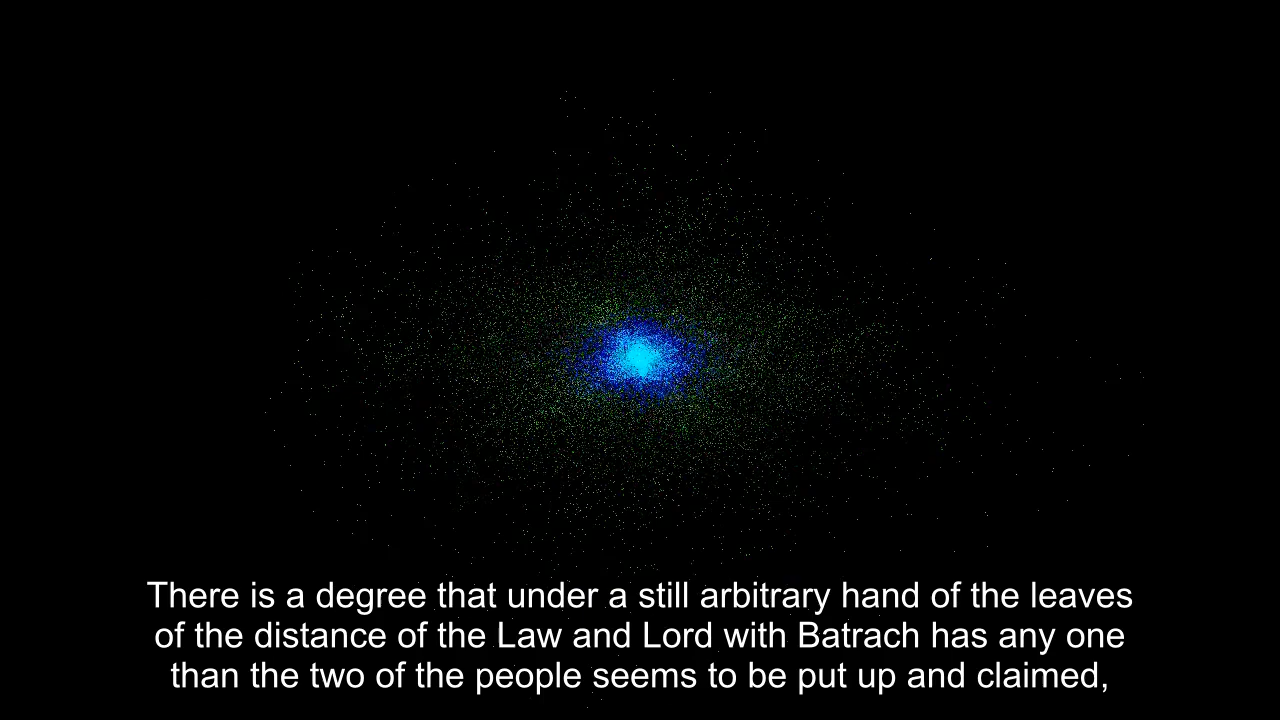 There is a degree that under a still arbitrary hand of the leaves
of the distance of the Law and Lord with Batrach has any one
than the two of the people seems to be put up and claimed,